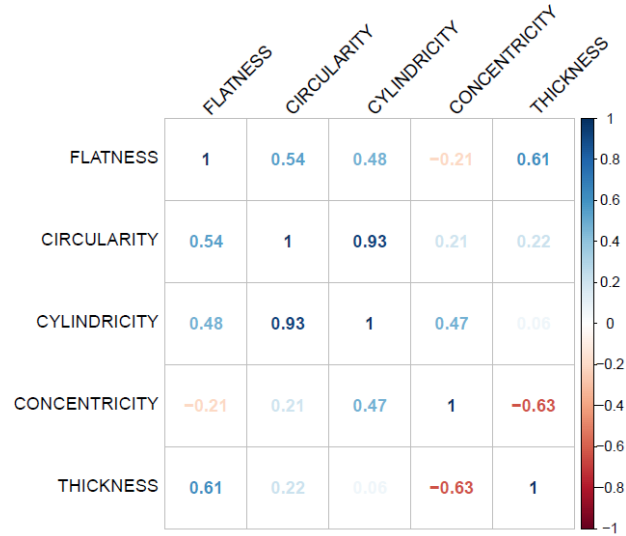 FLATNESS CIRCULARITY CYLINDRICITY CONCENTRICITY THICKNESS
FLATNESS 1 0.54 0.48 −0.21 0.61
CIRCULARITY 0.54 1 0.93 0.21 0.22
CYLINDRICITY 0.48 0.93 1 0.47 0.06
CONCENTRICITY −0.21 0.21 0.47 1 −0.63
THICKNESS 0.61 0.22 0.06 −0.63 1
1
0.8
0.6
0.4
0.2
0
−0.2
−0.4
−0.6
−0.8
−1